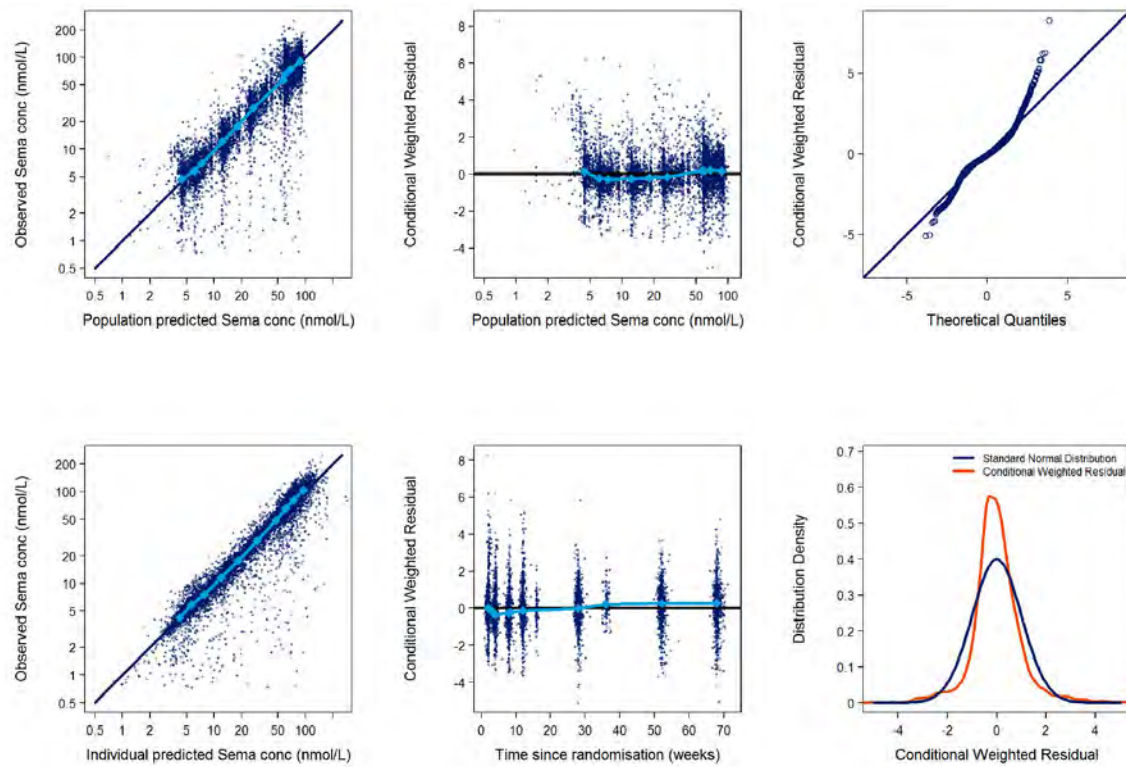 Observed Sema conc (nmol/L)
200
100
50
20
10
5
2
1
0.5
0.5 1 2 5 10 20 50 100
Population predicted Sema conc (nmol/L)
Conditional Weighted Residual
8
6
4
2
0
-2
-4
0.5 1 2 5 10 20 50 100
Population predicted Sema conc (nmol/L)
Conditional Weighted Residual
5
0
-5
-5 0 5
Theoretical Quantiles
Observed Sema conc (nmol/L)
200
100
50
20
10
5
2
1
0.5
0.5 1 2 5 10 20 50 100
Individual predicted Sema conc (nmol/L)
Conditional Weighted Residual
8
6
4
2
0
-2
-4
0 10 20 30 40 50 60 70
Time since randomisation (weeks)
Distribution Density
0.7
0.6
0.5
0.4
0.3
0.2
0.1
0
Standard Normal Distribution
Conditional Weighted Residual
-4 -2 0 2 4
Conditional Weighted Residual